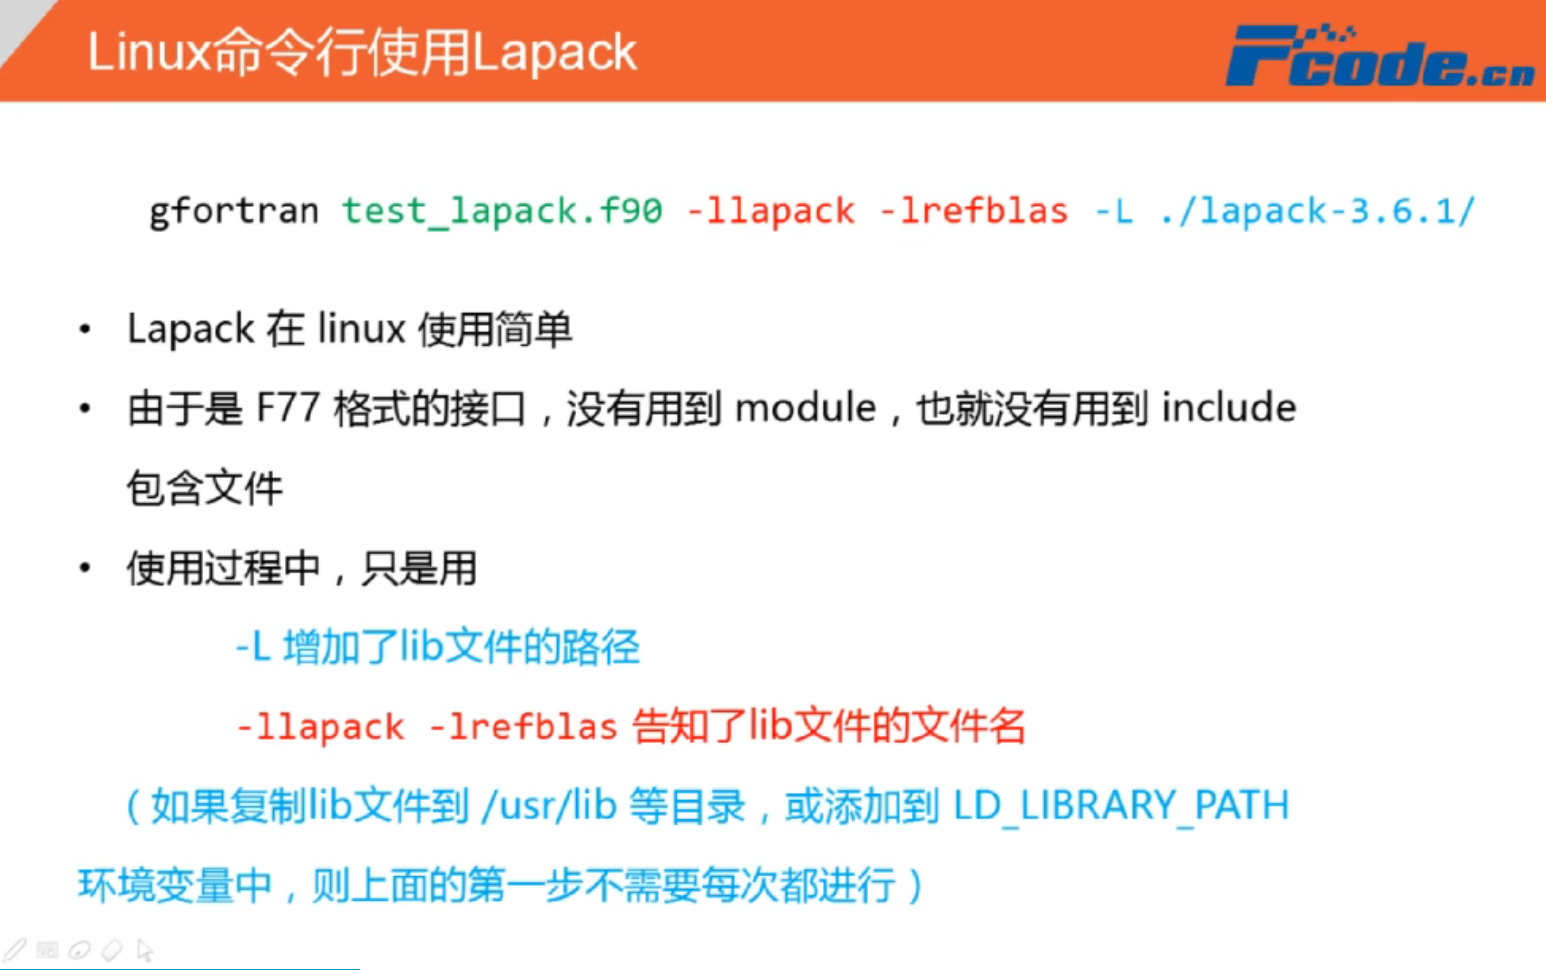 Linux命令行使用Lapack
Fcode.cn
gfortran test_lapack.f90 -llapack -lrefblas -L ./lapack-3.6.1/
• Lapack 在 linux 使用简单
• 由于是 F77 格式的接口，没有用到 module，也就没有用到 include
包含文件
• 使用过程中，只是用
-L 增加了lib文件的路径
-llapack -lrefblas 告知了lib文件的文件名
（如果复制lib文件到 /usr/lib 等目录，或添加到 LD_LIBRARY_PATH
环境变量中，则上面的第一步不需要每次都进行）